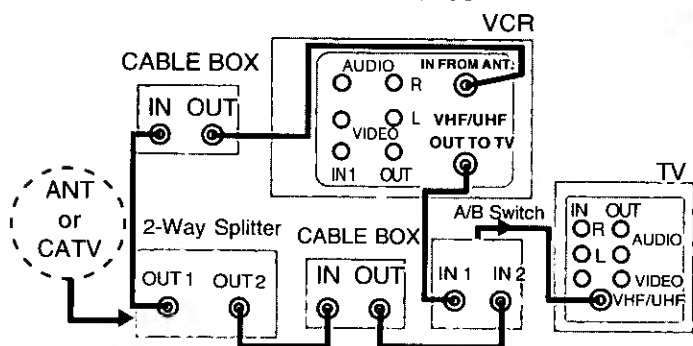 VCR
CABLE BOX
IN OUT
AUDIO
R
IN FROM ANT.
L
VIDEO
IN1 OUT
VHF/UHF
OUT TO TV
ANT
or
CATV
2-Way Splitter
OUT 1 OUT 2
CABLE BOX
IN OUT
A/B Switch
IN 1 IN 2
TV
IN OUT
R
AUDIO
L
VIDEO
VHF/UHF